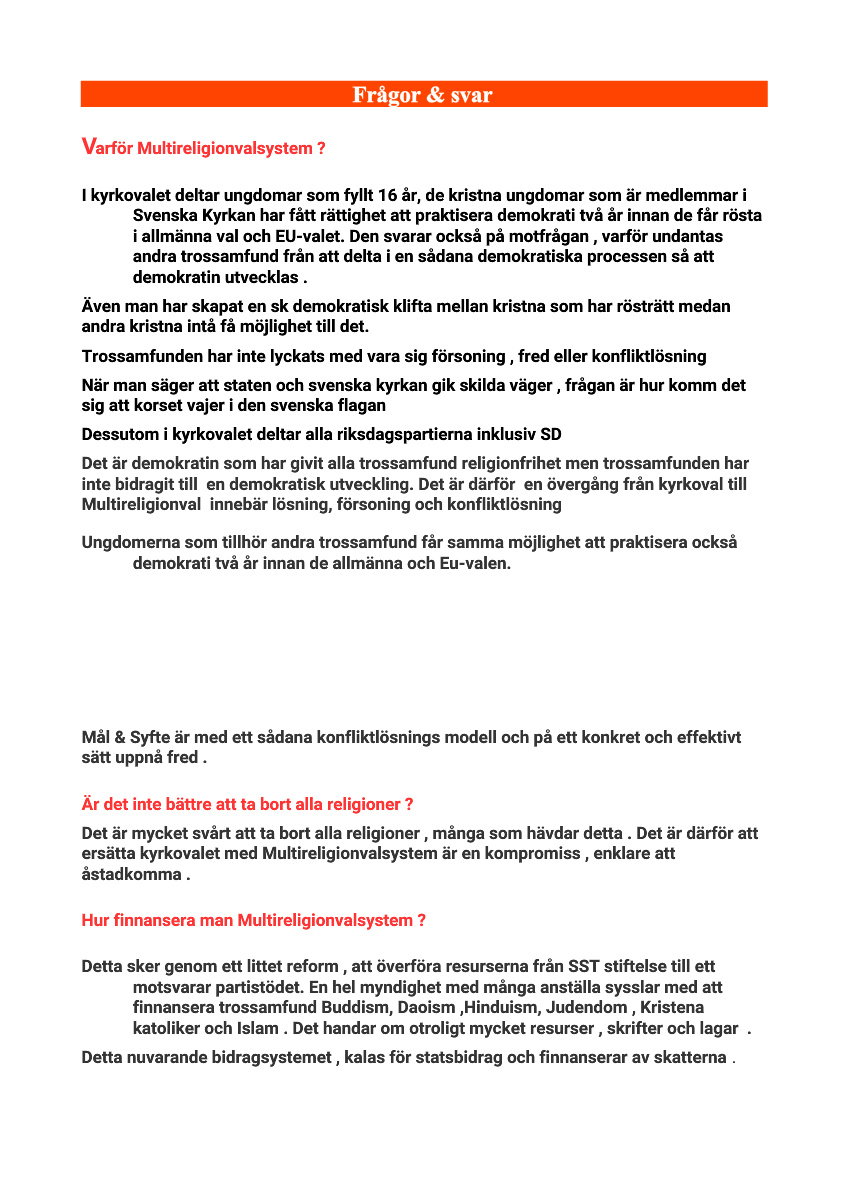 Frågor & svar
Varför Multireligionvalsystem ?
I kyrkovalet deltar ungdomar som fyllt 16 år, de kristna ungdomar som är medlemmar i
Svenska Kyrkan har fått rättighet att praktisera demokrati två år innan de får rösta
i allmänna val och EU-valet. Den svarar också på motfrågan , varför undantas
andra trossamfund från att delta i en sådana demokratiska processen så att
demokratin utvecklas .
Även man har skapat en sk demokratisk klifta mellan kristna som har rösträtt medan
andra kristna intå få möjlighet till det.
Trossamfunden har inte lyckats med vara sig försoning , fred eller konfliktlösning
När man säger att staten och svenska kyrkan gik skilda väger , frågan är hur komm det
sig att korset vajer i den svenska flagan
Dessutom i kyrkovalet deltar alla riksdagspartierna inklusiv SD
Det är demokratin som har givit alla trossamfund religionfrihet men trossamfunden har
inte bidragit till  en demokratisk utveckling. Det är därför  en övergång från kyrkoval till
Multireligionval  innebär lösning, försoning och konfliktlösning
Ungdomerna som tillhör andra trossamfund får samma möjlighet att praktisera också
demokrati två år innan de allmänna och Eu-valen.
Mål & Syfte är med ett sådana konfliktlösnings modell och på ett konkret och effektivt
sätt uppnå fred .
Är det inte bättre att ta bort alla religioner ?
Det är mycket svårt att ta bort alla religioner , många som hävdar detta . Det är därför att
ersätta kyrkovalet med Multireligionvalsystem är en kompromiss , enklare att
åstadkomma .
Hur finnansera man Multireligionvalsystem ?
Detta sker genom ett littet reform , att överföra resurserna från SST stiftelse till ett
motsvarar partistödet. En hel myndighet med många anställa sysslar med att
finnansera trossamfund Buddism, Daoism ,Hinduism, Judendom , Kristena
katoliker och Islam . Det handar om otroligt mycket resurser , skrifter och lagar  .
Detta nuvarande bidragsystemet , kalas för statsbidrag och finnanserar av skatterna .